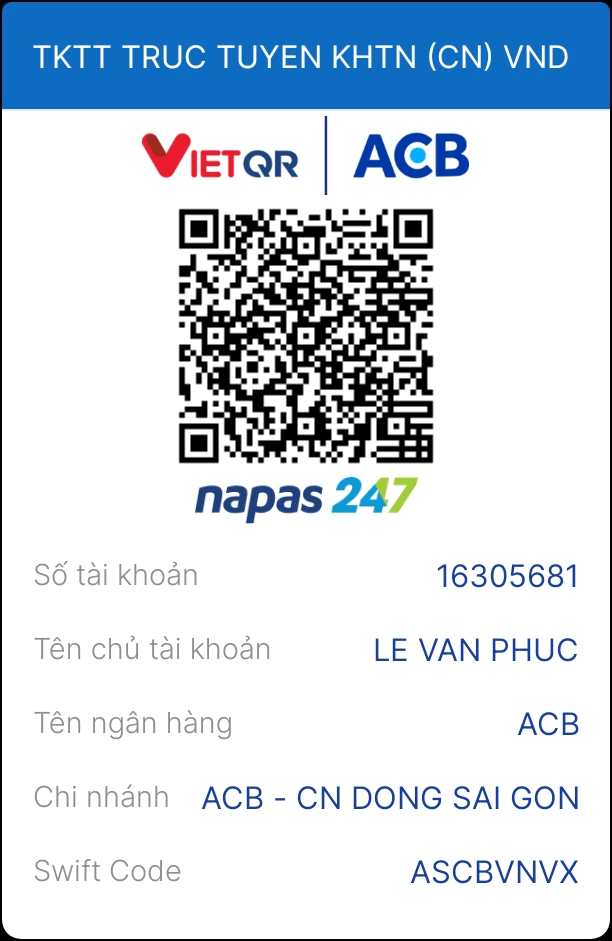 TKTT TRUC TUYEN KHTN (CN) VND
VIETQR ACB
napas 247
Số tài khoản 16305681
Tên chủ tài khoản LE VAN PHUC
Tên ngân hàng ACB
Chi nhánh ACB - CN DONG SAI GON
Swift Code ASCBVNVX